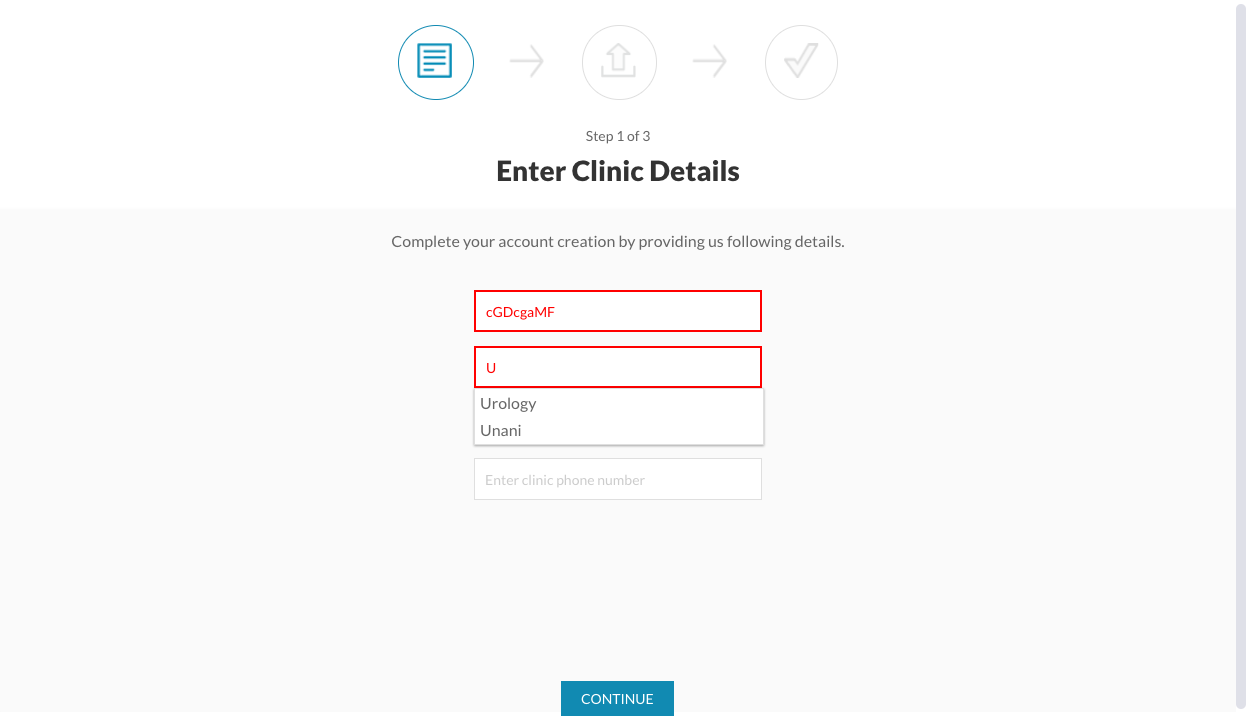 Step 1 of 3
Enter Clinic Details
Complete your account creation by providing us following details.
cGDcgaMF
U
Urology
Unani
Enter clinic phone number
CONTINUE